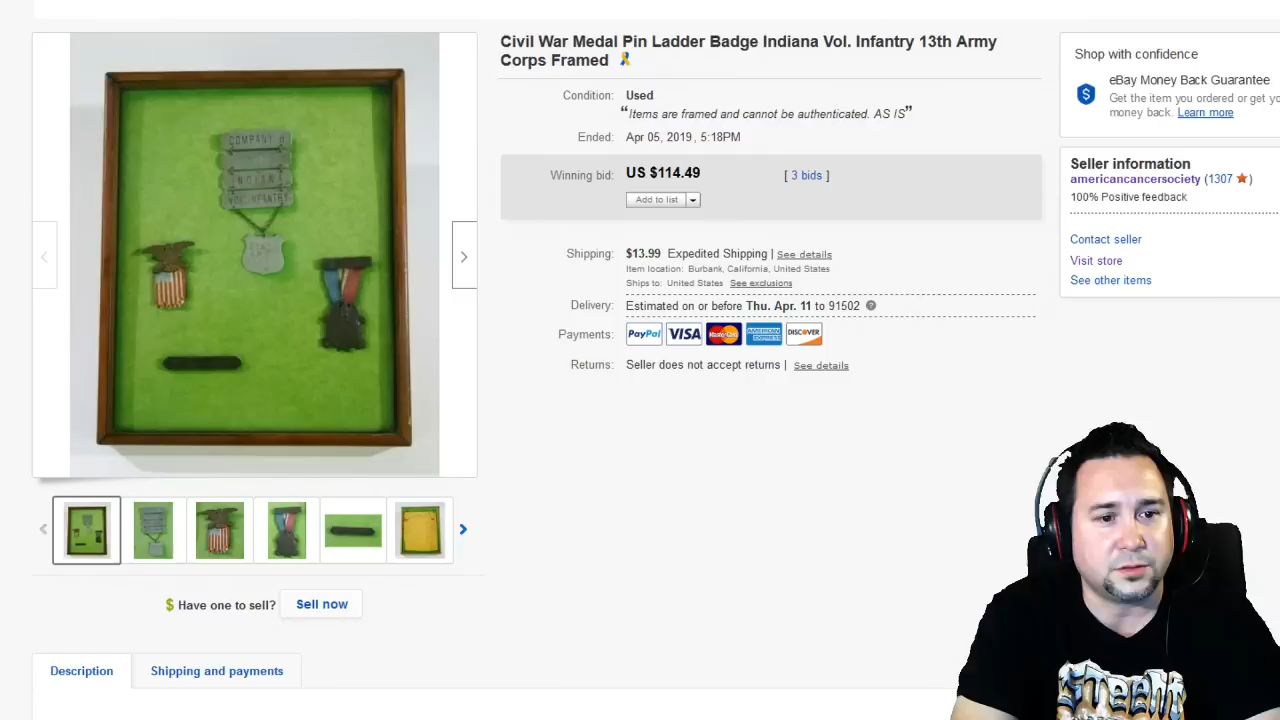 Civil War Medal Pin Ladder Badge Indiana Vol. Infantry 13th Army
Corps Framed
Condition: Used
“Items are framed and cannot be authenticated. AS IS”
Ended: Apr 05, 2019 , 5:18PM
Winning bid: US $114.49 [ 3 bids ]
Add to list
Shipping: $13.99 Expedited Shipping | See details
Item location: Burbank, California, United States
Ships to: United States See exclusions
Delivery: Estimated on or before Thu. Apr. 11 to 91502
Payments: PayPal VISA MasterCard AMERICAN EXPRESS DISCOVER
Returns: Seller does not accept returns | See details
Shop with confidence
eBay Money Back Guarantee
Get the item you ordered or get
money back. Learn more
Seller information
americancancersociety (1307 )
100% Positive feedback
Contact seller
Visit store
See other items
COMPANY
INDIANA
VOL. INFANTRY
$ Have one to sell? Sell now
Description
Shipping and payments